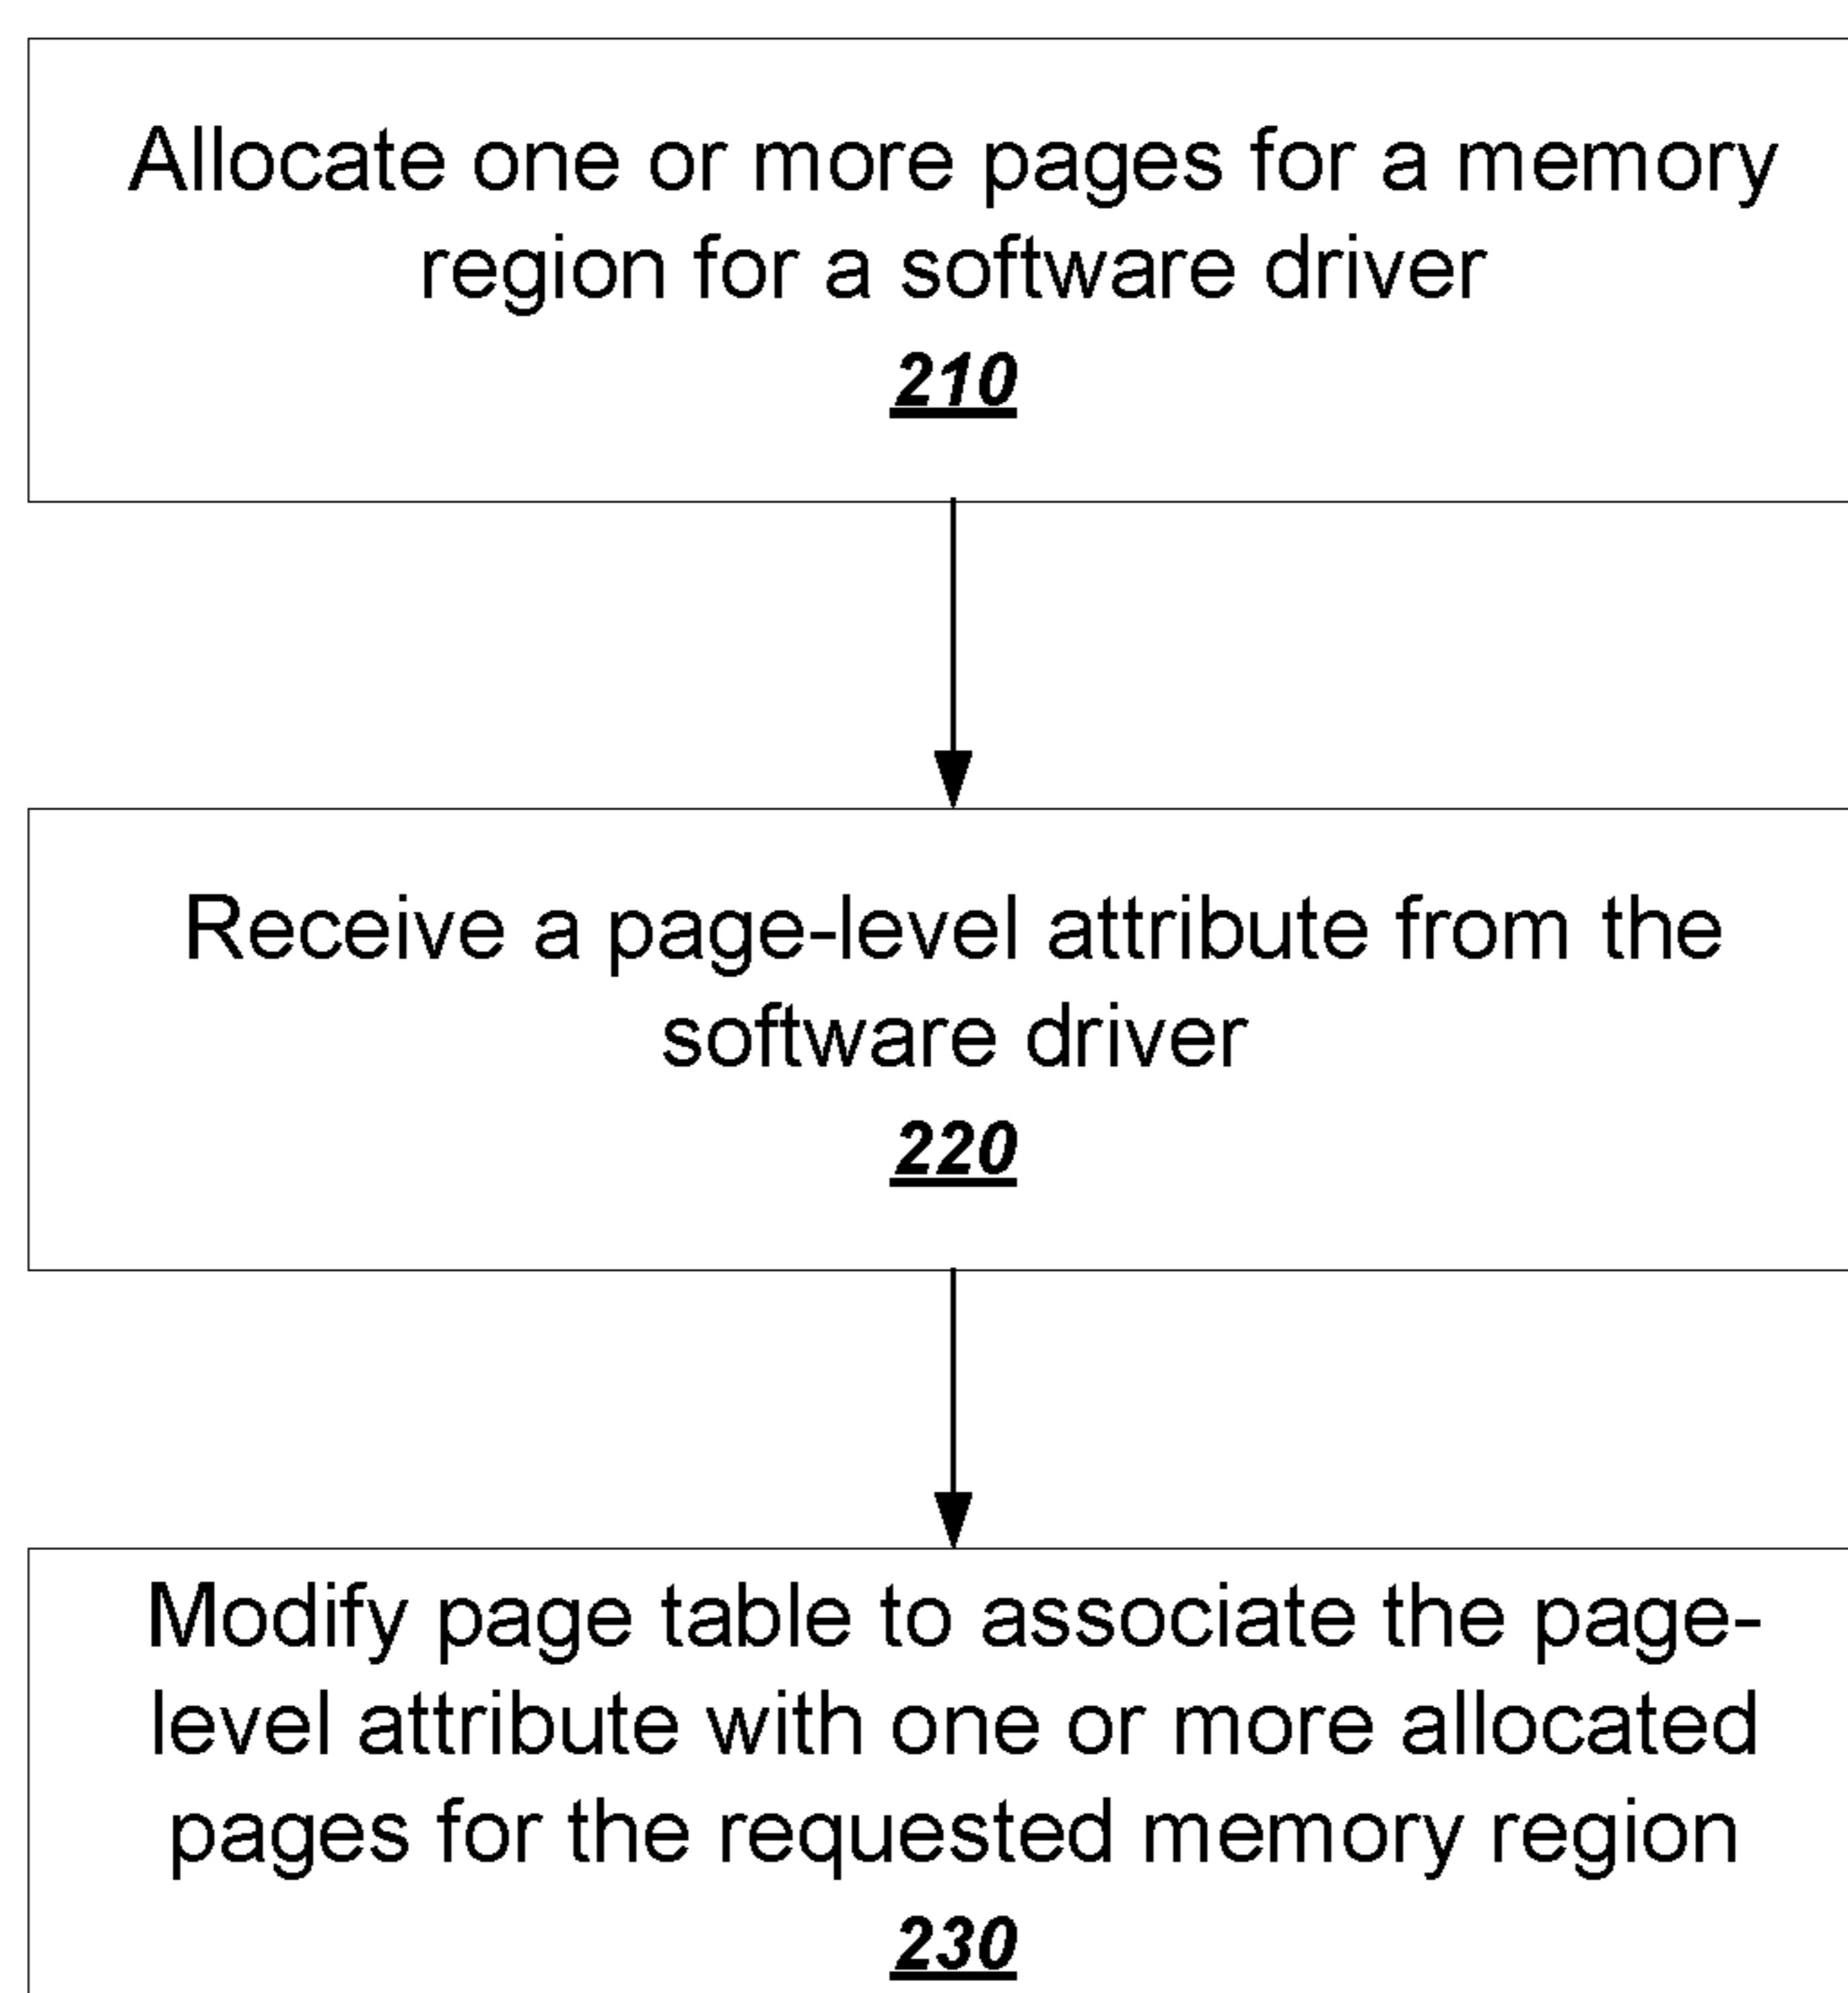 Allocate one or more pages for a memory
region for a software driver
210
Receive a page-level attribute from the
software driver
220
Modify page table to associate the page-
level attribute with one or more allocated
pages for the requested memory region
230